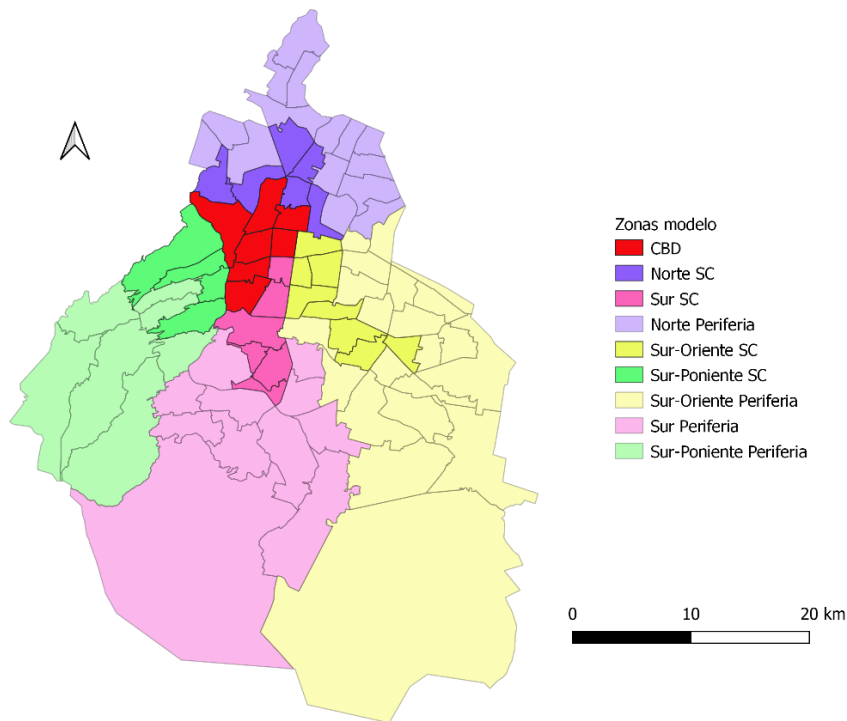 Zonas modelo
CBD
Norte SC
Sur SC
Norte Periferia
Sur-Oriente SC
Sur-Poniente SC
Sur-Oriente Periferia
Sur Periferia
Sur-Poniente Periferia
0 10 20 km